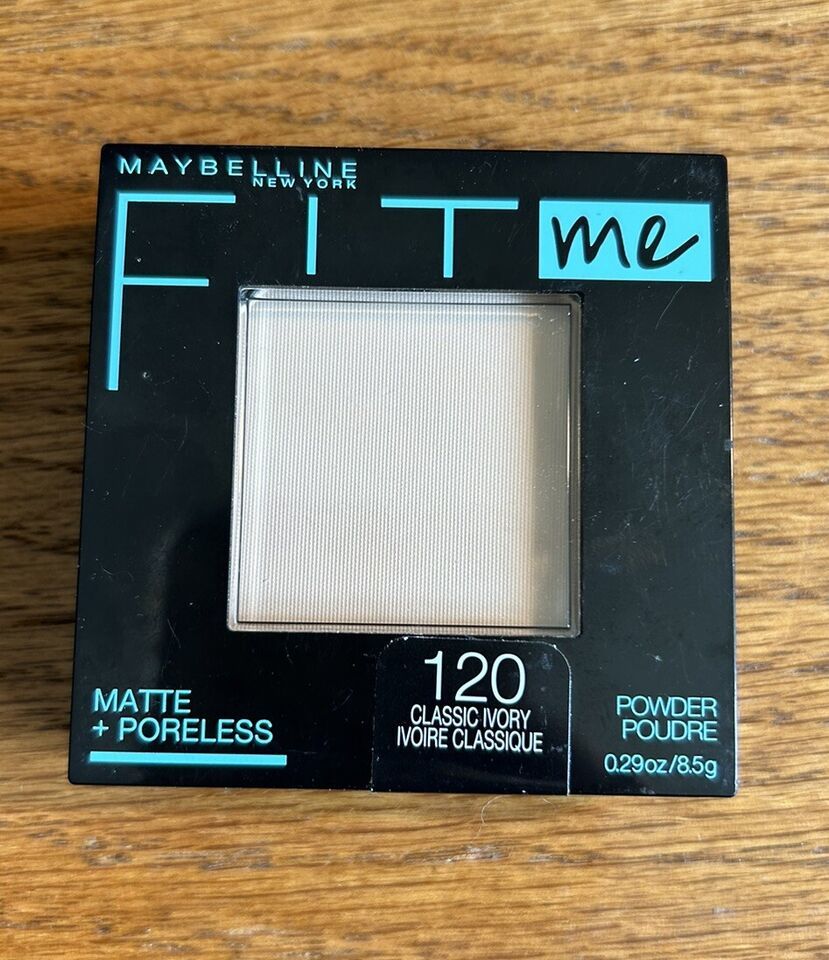 MAYBELLINE
NEW YORK
FIT me
120
CLASSIC IVORY
IVOIRE CLASSIQUE
MATTE
+ PORELESS
POWDER
POUDRE
0.29oz/8.5g